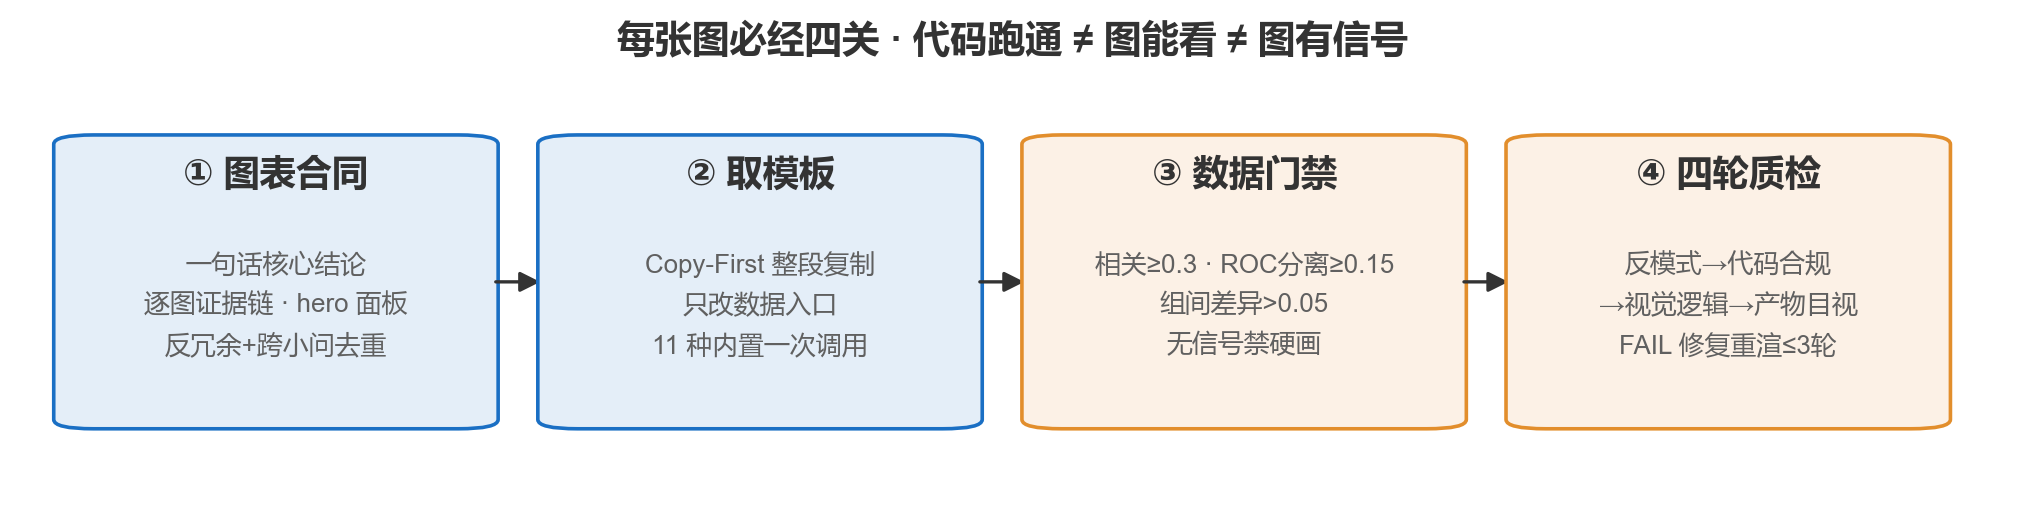 每张图必经四关 · 代码跑通 ≠ 图能看 ≠ 图有信号
① 图表合同
一句话核心结论
逐图证据链 · hero 面板
反冗余+跨小问去重
② 取模板
Copy-First 整段复制
只改数据入口
11 种内置一次调用
③ 数据门禁
相关≥0.3 · ROC分离≥0.15
组间差异>0.05
无信号禁硬画
④ 四轮质检
反模式→代码合规
→视觉逻辑→产物目视
FAIL 修复重渲≤3轮